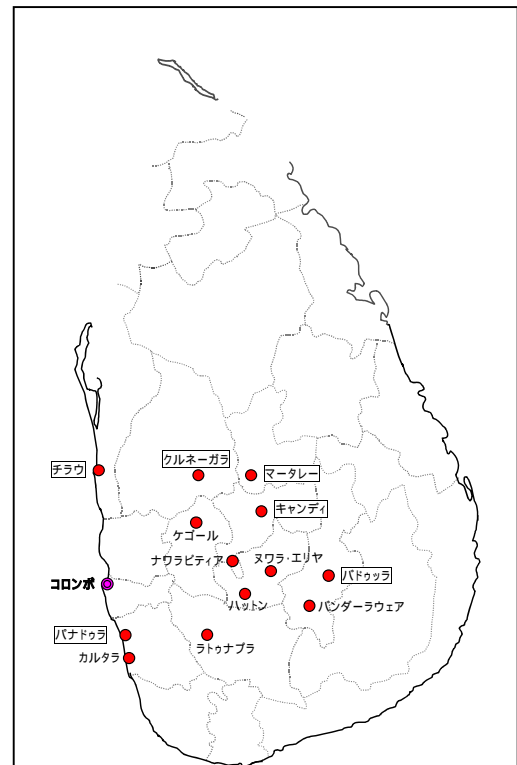 クルネーガラ
チラウ
マータレー
キャンディ
ケゴール
ナワラピティア
ヌワラ・エリヤ
コロンボ
バドゥッラ
ハットン
バンダーラウェア
パナドゥラ
ラトゥナプラ
カルタラ